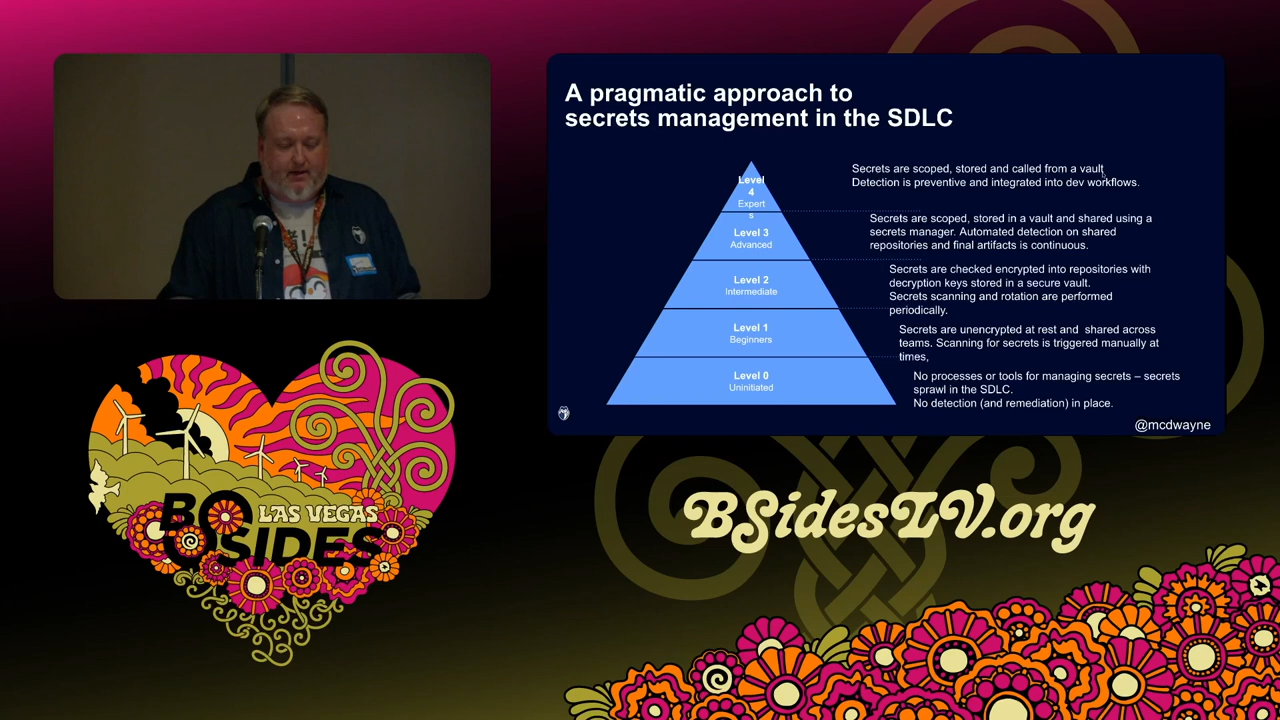 A pragmatic approach to
secrets management in the SDLC
Level
4
Expert
s
Secrets are scoped, stored and called from a vault
Detection is preventive and integrated into dev workflows.
Level 3
Advanced
Secrets are scoped, stored in a vault and shared using a
secrets manager. Automated detection on shared
repositories and final artifacts is continuous.
Level 2
Intermediate
Secrets are checked encrypted into repositories with
decryption keys stored in a secure vault.
Secrets scanning and rotation are performed
periodically.
Level 1
Beginners
Secrets are unencrypted at rest and shared across
teams. Scanning for secrets is triggered manually at
times,
Level 0
Uninitiated
No processes or tools for managing secrets – secrets
sprawl in the SDLC.
No detection (and remediation) in place.
@mcdwayne
LAS VEGAS
BSIDES
BSidesLV.org
23